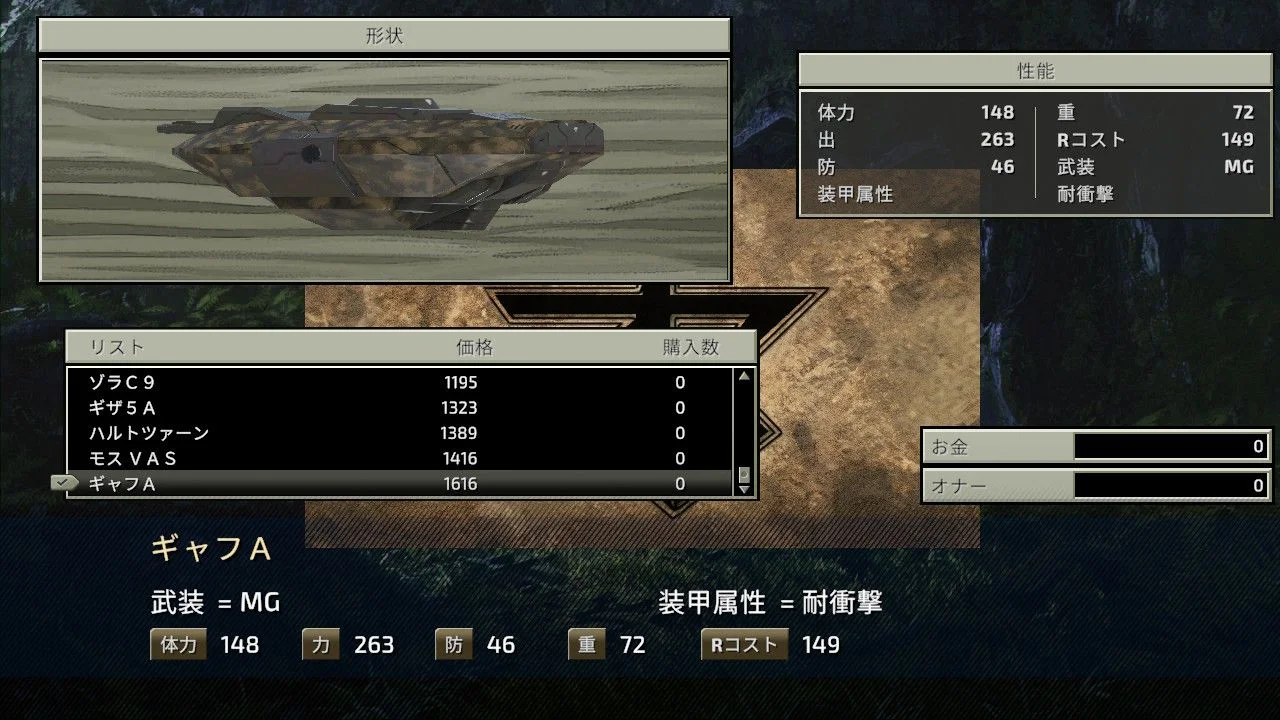 形状
性能
体力 148 重 72
出 263 Rコスト 149
防 46 武装 MG
装甲属性 耐衝撃
リスト 価格 購入数
ゾラC9 1195 0
ギザ5A 1323 0
ハルトツァーン 1389 0
モスVAS 1416 0
ギャフA 1616 0
お金 0
オナー 0
ギャフA
武装 = MG 装甲属性 = 耐衝撃
体力 148 力 263 防 46 重 72 Rコスト 149